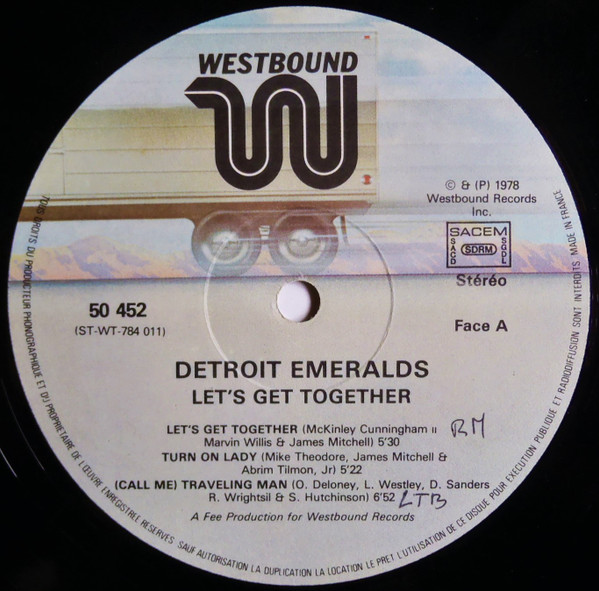 WESTBOUND
W
© & (P) 1978
Westbound Records
Inc.
SACEM
SACD
SDRM
SGDL
Stéréo
50 452
(ST-WT-784 011)
Face A
DETROIT EMERALDS
LET'S GET TOGETHER
LET'S GET TOGETHER (McKinley Cunningham II
Marvin Willis & James Mitchell) 5'30
RM
TURN ON LADY (Mike Theodore, James Mitchell &
Abrim Tilmon, Jr) 5'22
(CALL ME) TRAVELING MAN (O. Deloney, L. Westley, D. Sanders
R. Wrightsil & S. Hutchinson) 6'52
LTB
A Fee Production for Westbound Records
TOUS DROITS DU PRODUCTEUR PHONOGRAPHIQUE ET DU PROPRIETAIRE DE L'ŒUVRE ENREGISTREE RESERVES SAUF AUTORISATION LA DUPLICATION LA LOCATION LE PRET L'UTILISATION DE CE DISQUE POUR EXECUTION PUBLIQUE ET RADIODIFFUSION SONT INTERDITS MADE IN FRANCE